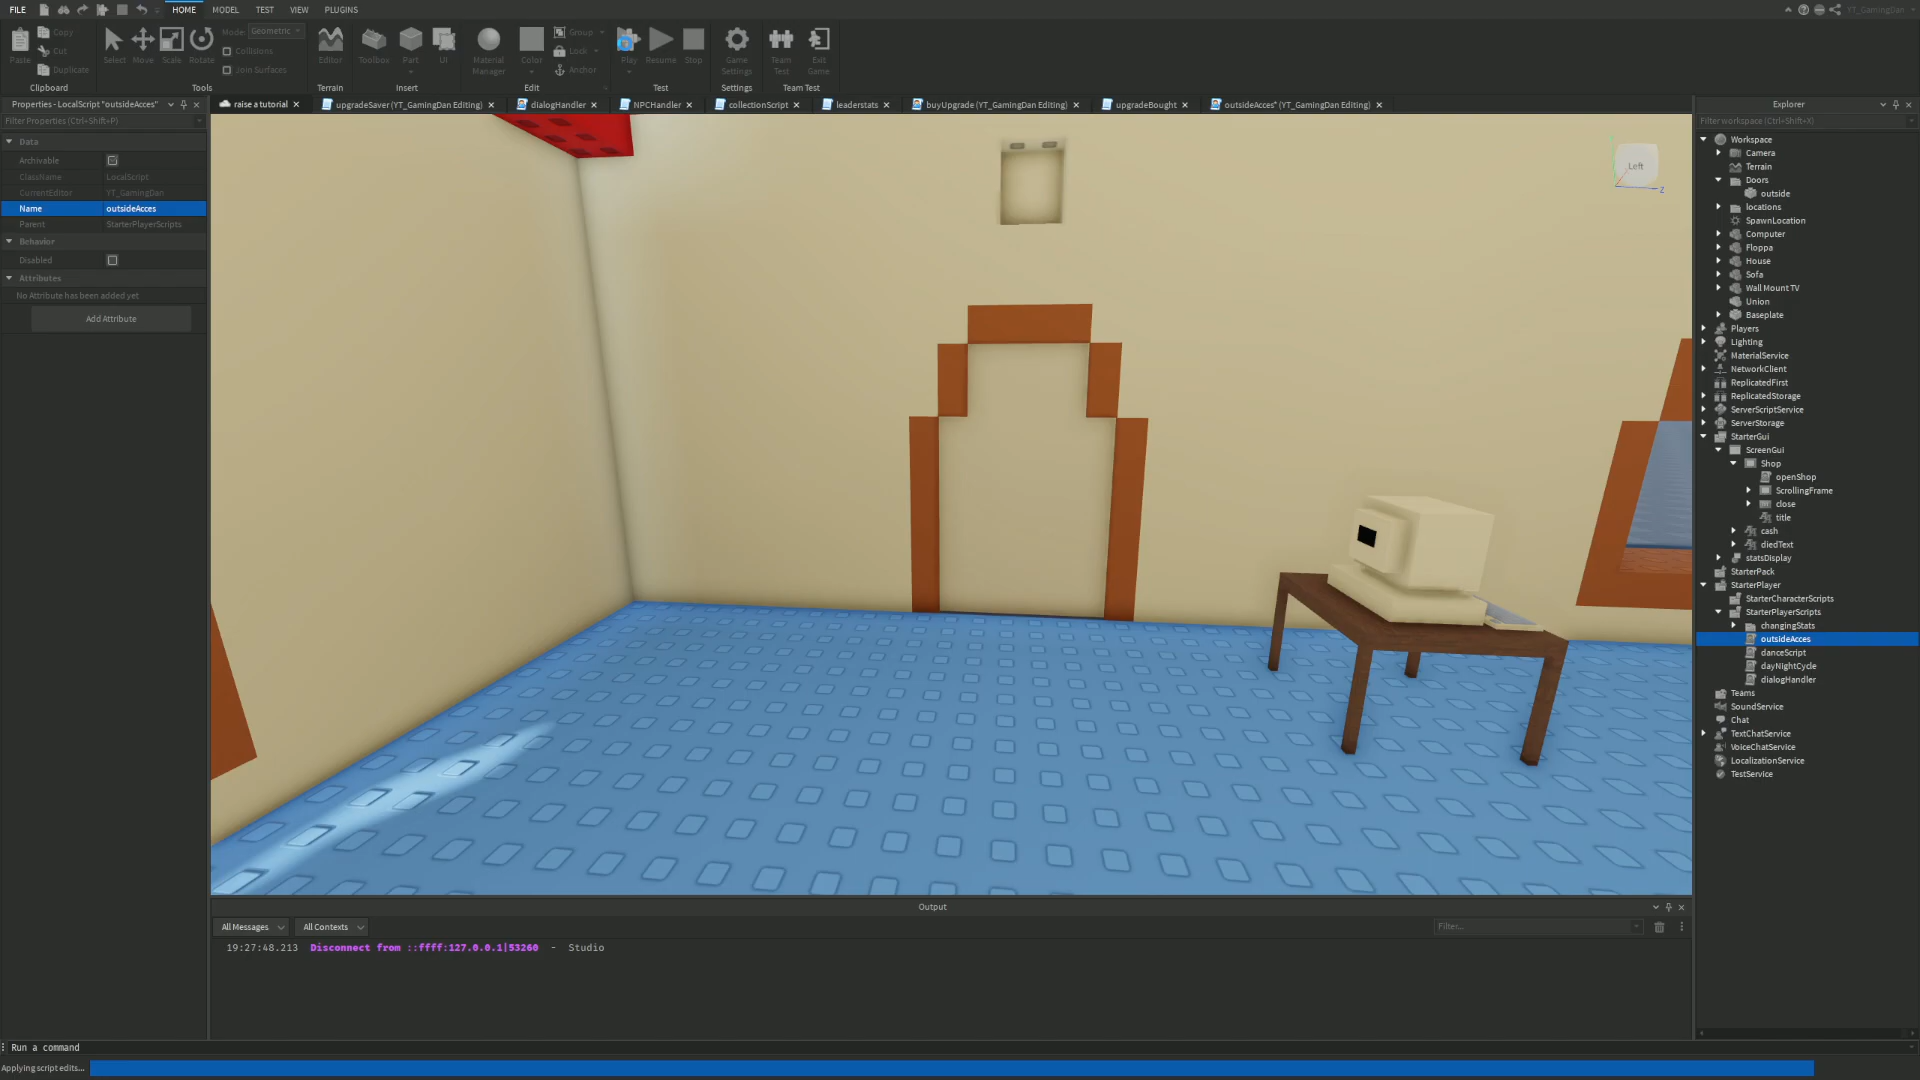 FILE HOME MODEL TEST VIEW PLUGINS YT_GamingDan
Paste Copy Cut Duplicate Select Move Scale Rotate Mode: Geometric Collisions Join Surfaces Editor Toolbox Part UI Material Manager Color Group Lock Anchor Play Resume Stop Game Settings Team Test Exit Game
Clipboard Tools Terrain Insert Edit Test Settings Team Test
Properties - LocalScript "outsideAcces"
Filter Properties (Ctrl+Shift+P)
Data
Archivable
ClassName LocalScript
CurrentEditor YT_GamingDan
Name outsideAcces
Parent StarterPlayerScripts
Behavior
Disabled
Attributes
No Attribute has been added yet
Add Attribute
raise a tutorial upgradeSaver (YT_GamingDan Editing) dialogHandler NPCHandler collectionScript leaderstats buyUpgrade (YT_GamingDan Editing) upgradeBought outsideAcces* (YT_GamingDan Editing)
Left
Z
Explorer
Filter workspace (Ctrl+Shift+X)
Workspace
Camera
Terrain
Doors
outside
locations
SpawnLocation
Computer
Floppa
House
Sofa
Wall Mount TV
Union
Baseplate
Players
Lighting
MaterialService
NetworkClient
ReplicatedFirst
ReplicatedStorage
ServerScriptService
ServerStorage
StarterGui
ScreenGui
Shop
openShop
ScrollingFrame
close
title
cash
diedText
statsDisplay
StarterPack
StarterPlayer
StarterCharacterScripts
StarterPlayerScripts
changingStats
outsideAcces
danceScript
dayNightCycle
dialogHandler
Teams
SoundService
Chat
TextChatService
VoiceChatService
LocalizationService
TestService
Output
All Messages All Contexts Filter...
19:27:48.213 Disconnect from ::ffff:127.0.0.1|53260 - Studio
Run a command
Applying script edits...